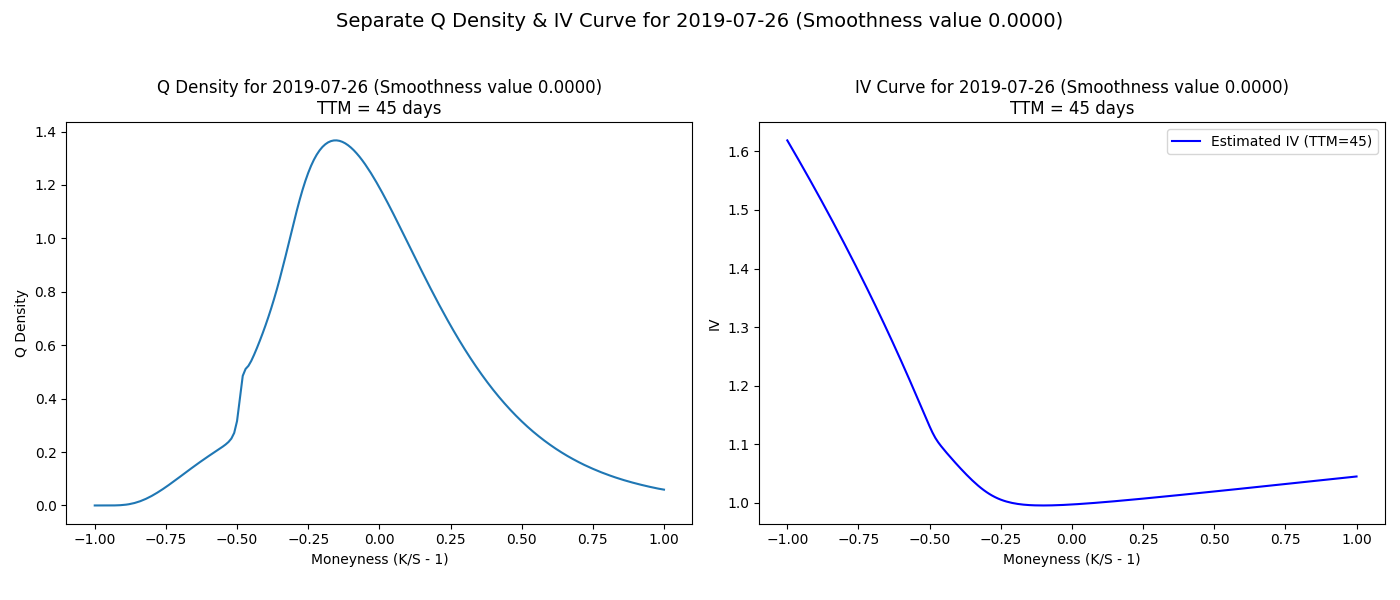 Separate Q Density & IV Curve for 2019-07-26 (Smoothness value 0.0000)
Q Density for 2019-07-26 (Smoothness value 0.0000)
TTM = 45 days
Q Density
1.4
1.2
1.0
0.8
0.6
0.4
0.2
0.0
−1.00 −0.75 −0.50 −0.25 0.00 0.25 0.50 0.75 1.00
Moneyness (K/S - 1)
IV Curve for 2019-07-26 (Smoothness value 0.0000)
TTM = 45 days
Estimated IV (TTM=45)
IV
1.6
1.5
1.4
1.3
1.2
1.1
1.0
−1.00 −0.75 −0.50 −0.25 0.00 0.25 0.50 0.75 1.00
Moneyness (K/S - 1)